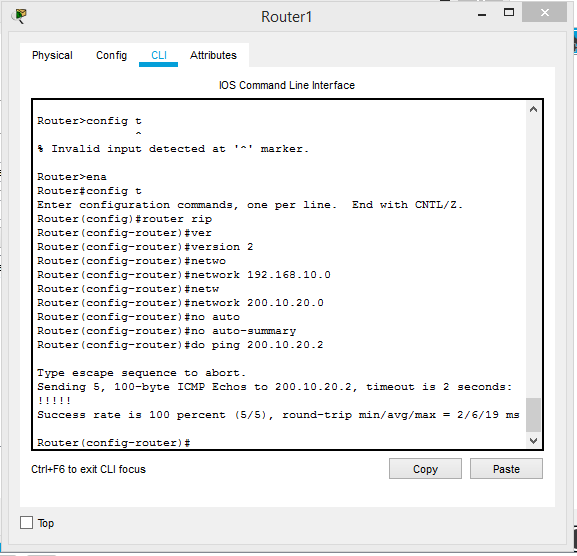 Router1
Physical Config CLI Attributes
IOS Command Line Interface
Router>config t
^
% Invalid input detected at '^' marker.
Router>ena
Router#config t
Enter configuration commands, one per line.  End with CNTL/Z.
Router(config)#router rip
Router(config-router)#ver
Router(config-router)#version 2
Router(config-router)#netwo
Router(config-router)#network 192.168.10.0
Router(config-router)#netw
Router(config-router)#network 200.10.20.0
Router(config-router)#no auto
Router(config-router)#no auto-summary
Router(config-router)#do ping 200.10.20.2
Type escape sequence to abort.
Sending 5, 100-byte ICMP Echos to 200.10.20.2, timeout is 2 seconds:
!!!!!
Success rate is 100 percent (5/5), round-trip min/avg/max = 2/6/19 ms
Router(config-router)#
Ctrl+F6 to exit CLI focus
Copy Paste
Top